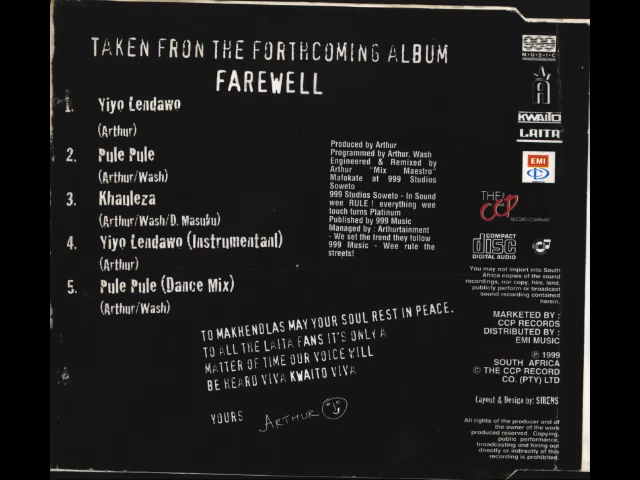 TAKEN FROM THE FORTHCOMING ALBUM
FAREWELL
1. Yiyo Lendawo
(Arthur)
2. Pule Pule
(Arthur/Wash)
3. Khauleza
(Arthur/Wash/D. Masuku)
4. Yiyo Lendawo (Instrumentanl)
(Arthur)
5. Pule Pule (Dance Mix)
(Arthur/Wash)
Produced by Arthur
Programmed by Arthur, Wash
Engineered & Remixed by
Arthur "Mix Maestro"
Mafokate at 999 Studios
Soweto
999 Studios Soweto - In Sound
wee RULE ! everything wee
touch turns Platinum
Published by 999 Music
Managed by : Arthurtainment
- We set the trend they follow
999 Music - Wee rule the
streets!
TO MAKHENDLAS MAY YOUR SOUL REST IN PEACE.
TO ALL THE LAITA FANS IT'S ONLY A
MATTER OF TIME OUR VOICE WILL
BE HEARD VIVA KWAITO VIVA
YOURS ARTHUR
999
MUSIC
A
KWAITO
LAITA
EMI
THE CCP
RECORD COMPANY
COMPACT
disc
DIGITAL AUDIO
You may not import into South
Africa copies of the sound
recordings, nor copy, hire, lend,
publicly perform or broadcast
sound recording contained
herein.
MARKETED BY :
CCP RECORDS
DISTRIBUTED BY :
EMI MUSIC
℗ 1999
SOUTH AFRICA
© THE CCP RECORD
CO. (PTY) LTD
Layout & Design by: SIRENS
All rights of the producer and of
the owner of the work
produced reserved. Copying,
public performance,
broadcasting and hiring out
directly or indirectly of this
recording is prohibited.